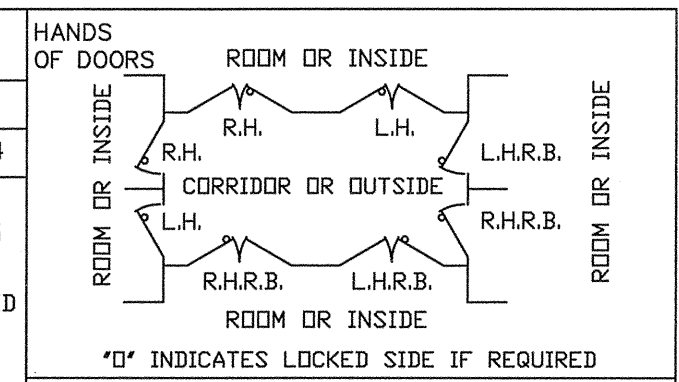 HANDS
OF DOORS
ROOM OR INSIDE
R.H.
L.H.
ROOM OR INSIDE
R.H.
L.H.R.B.
ROOM OR INSIDE
CORRIDOR OR OUTSIDE
L.H.
R.H.R.B.
R.H.R.B.
L.H.R.B.
D
ROOM OR INSIDE
"O" INDICATES LOCKED SIDE IF REQUIRED